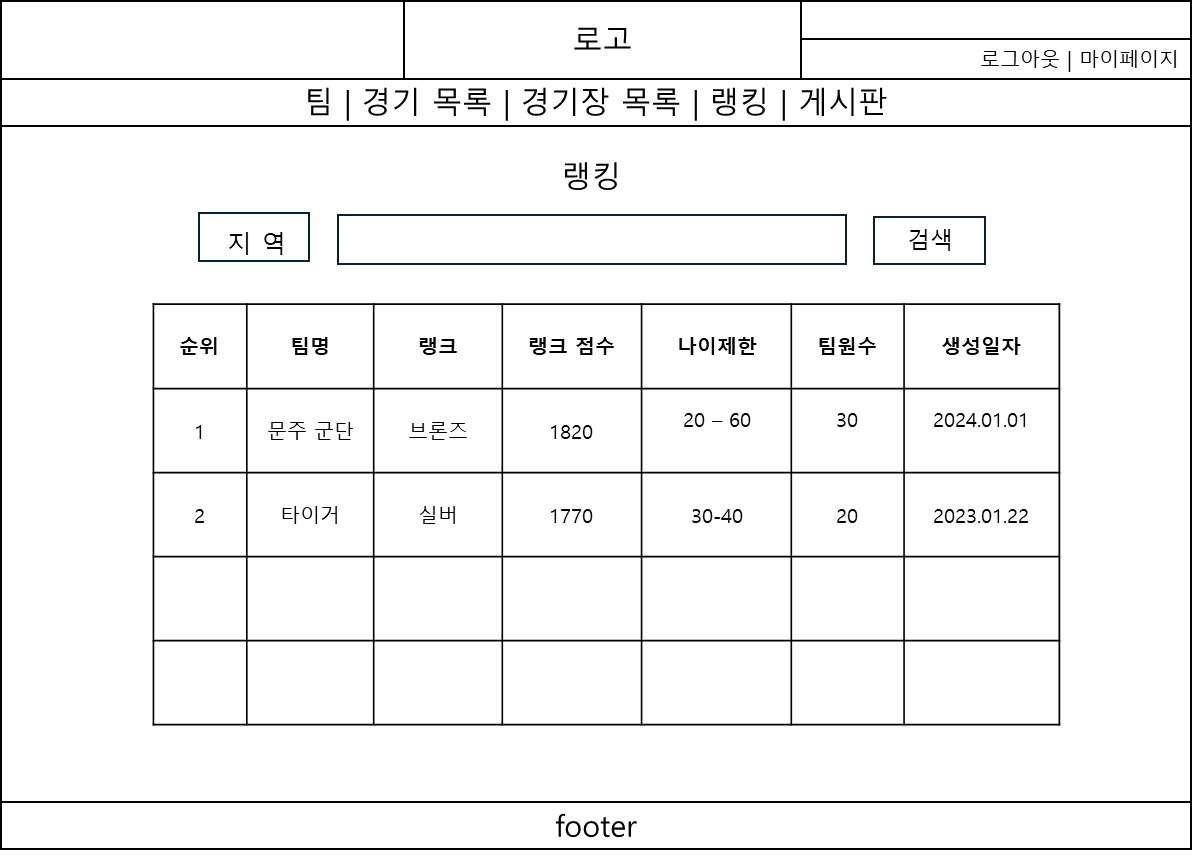 로고
로그아웃 | 마이페이지
팀 | 경기 목록 | 경기장 목록 | 랭킹 | 게시판
랭킹
지 역
검색
순위 팀명 랭크 랭크 점수 나이제한 팀원수 생성일자
1 문주 군단 브론즈 1820 20 – 60 30 2024.01.01
2 타이거 실버 1770 30-40 20 2023.01.22
footer